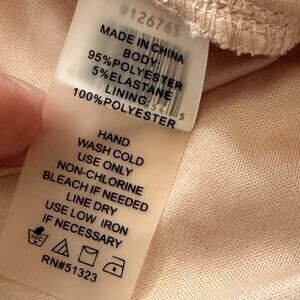 #126763
MADE IN CHINA
BODY
95%POLYESTER
5%ELASTANE
LINING
100%POLYESTER
HAND
WASH COLD
USE ONLY
NON-CHLORINE
BLEACH IF NEEDED
LINE DRY
USE LOW IRON
IF NECESSARY
RN#51323